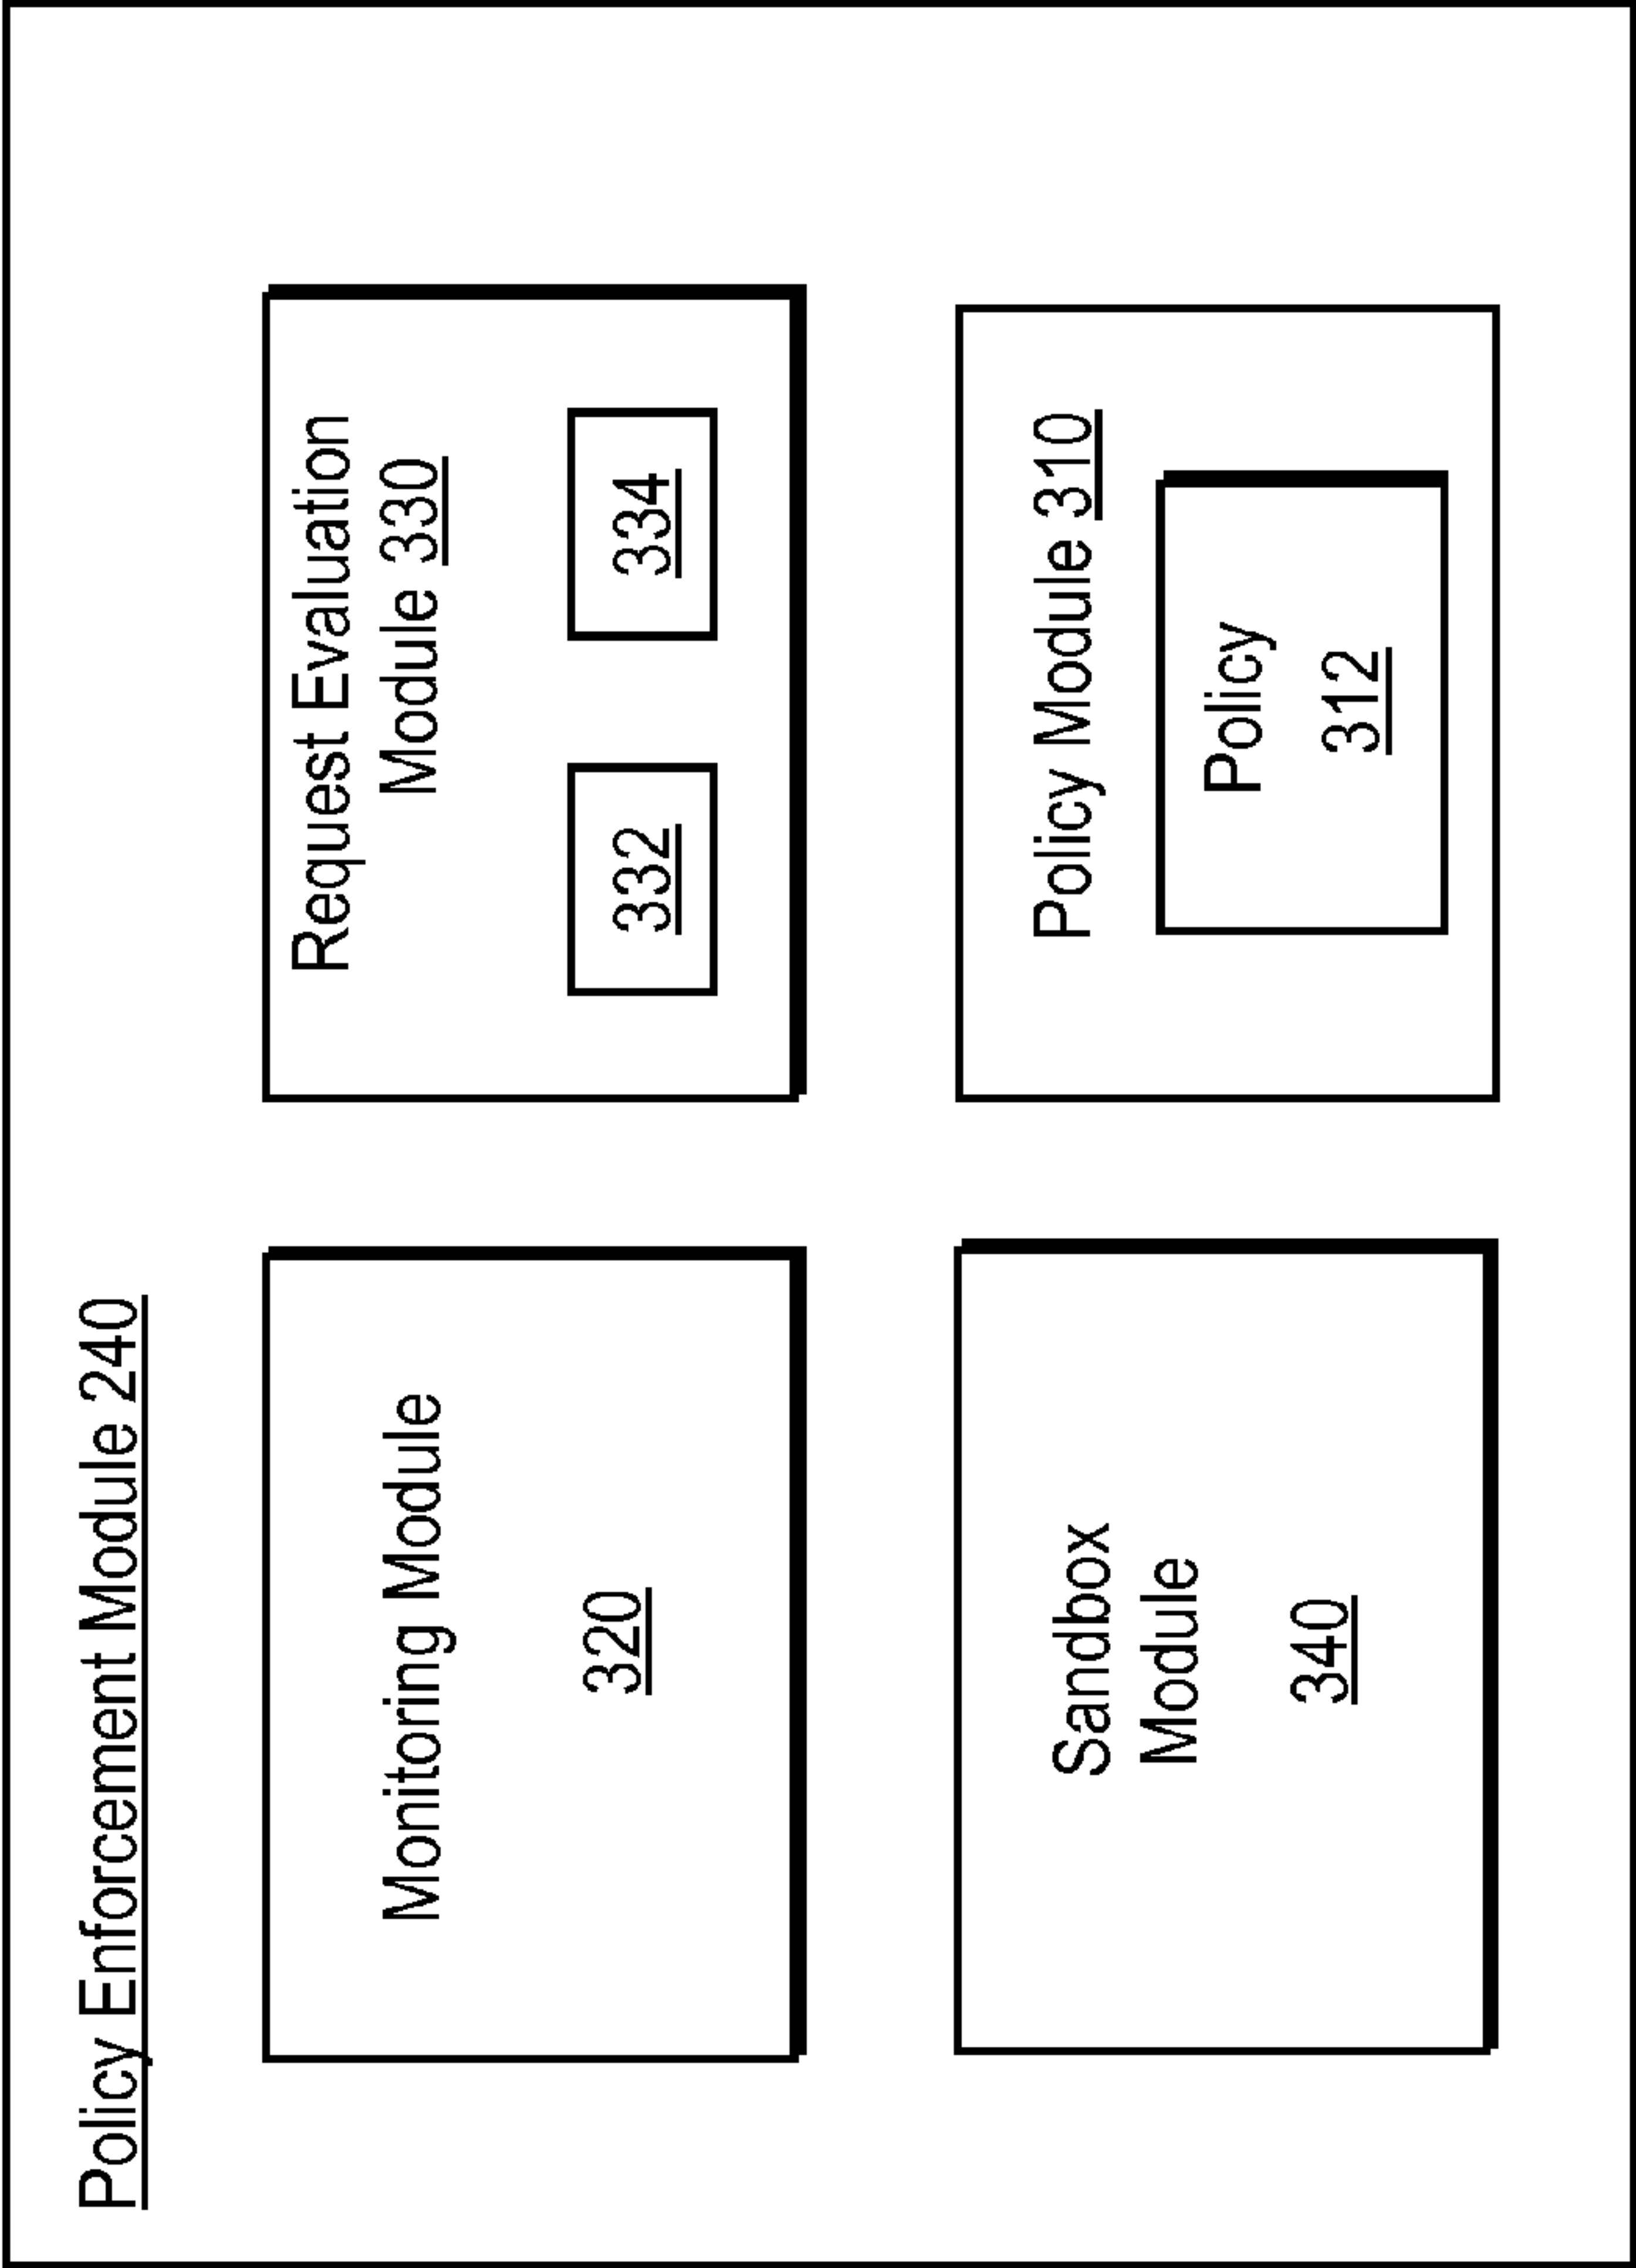 Policy Enforcement Module 240
Monitoring Module
320
Request Evaluation
Module 330
332
334
Sandbox
Module
340
Policy Module 310
Policy
312